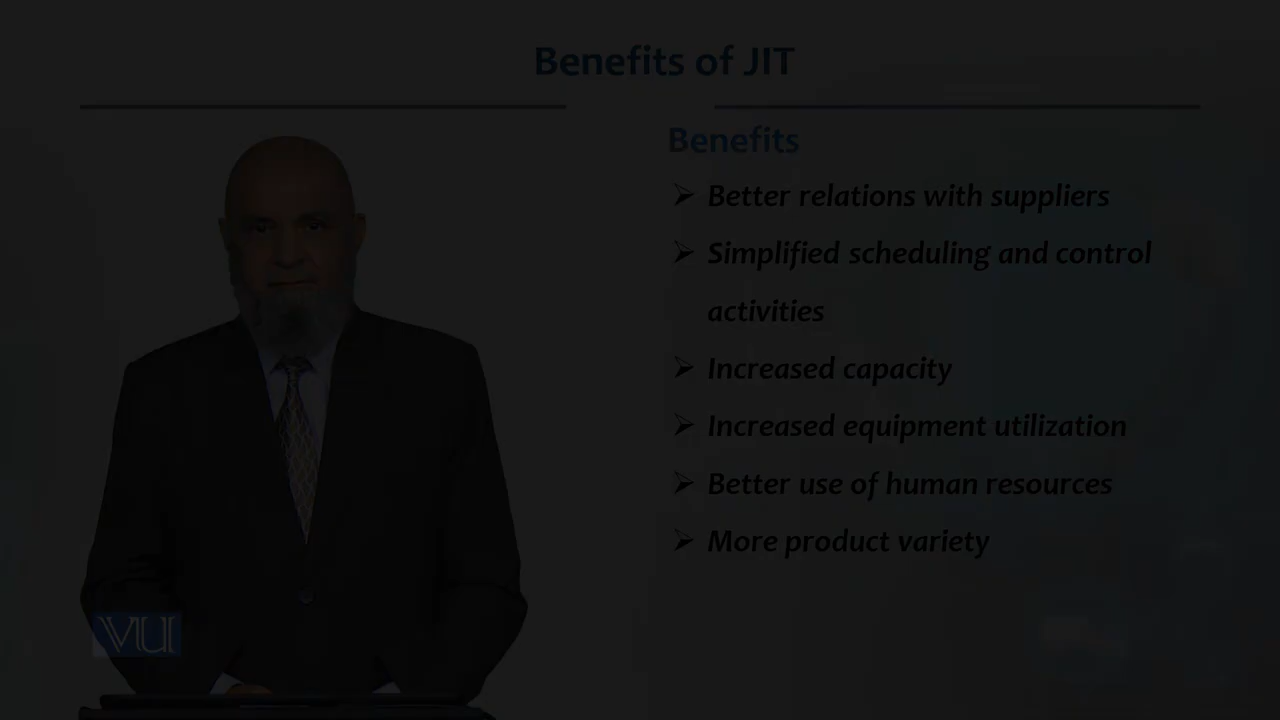 Benefits of JIT
Benefits
➢ Better relations with suppliers
➢ Simplified scheduling and control
activities
➢ Increased capacity
➢ Increased equipment utilization
➢ Better use of human resources
➢ More product variety
VU